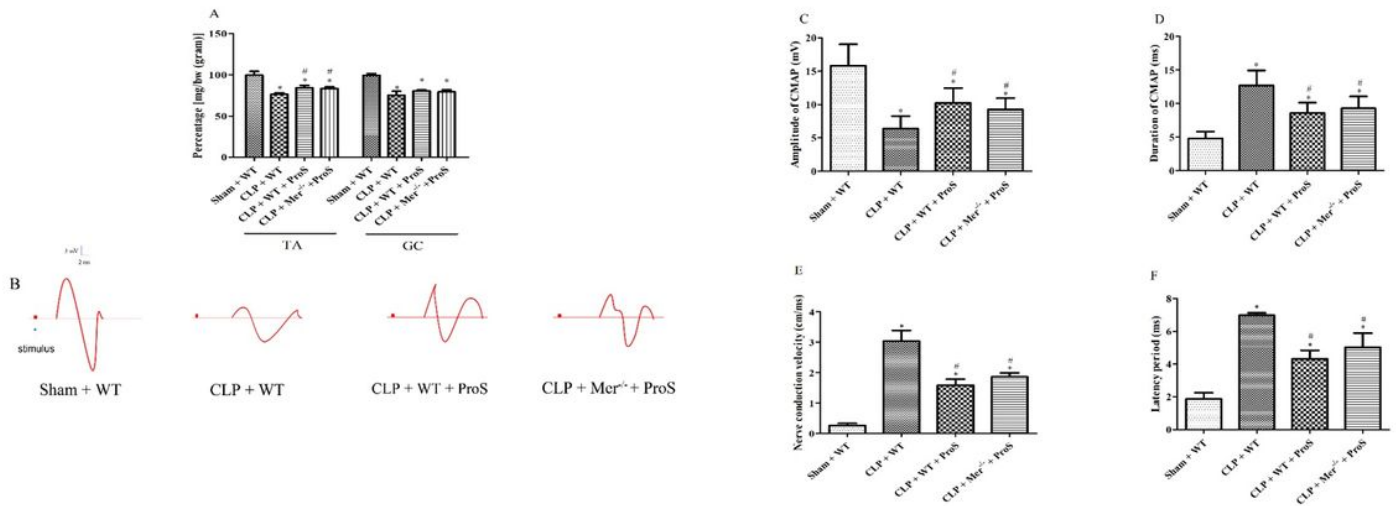 A
Percentage [mg/bw (gram)]
150
100
50
0
*
#
*
#
*
*
*
*
Sham + WT
CLP + WT
CLP + WT + ProS
CLP + Mer-/- +ProS
Sham + WT
CLP + WT
CLP + WT + ProS
CLP + Mer-/- +ProS
TA
GC
B
2 ms
stimulus
Sham + WT
CLP + WT
CLP + WT + ProS
CLP + Mer-/- + ProS
C
Amplitude of CMAP (mV)
20
15
10
5
0
*
#
*
#
*
Sham + WT
CLP + WT
CLP + WT + ProS
CLP + Mer-/- + ProS
D
Duration of CMAP (ms)
20
15
10
5
0
*
#
*
#
*
Sham + WT
CLP + WT
CLP + WT + ProS
CLP + Mer-/- + ProS
E
Nerve conduction velocity (cm/ms)
4
3
2
1
0
*
#
*
#
*
Sham + WT
CLP + WT
CLP + WT + ProS
CLP + Mer-/- + ProS
F
Latency period (ms)
8
6
4
2
0
*
#
*
#
*
Sham + WT
CLP + WT
CLP + WT + ProS
CLP + Mer-/- + ProS